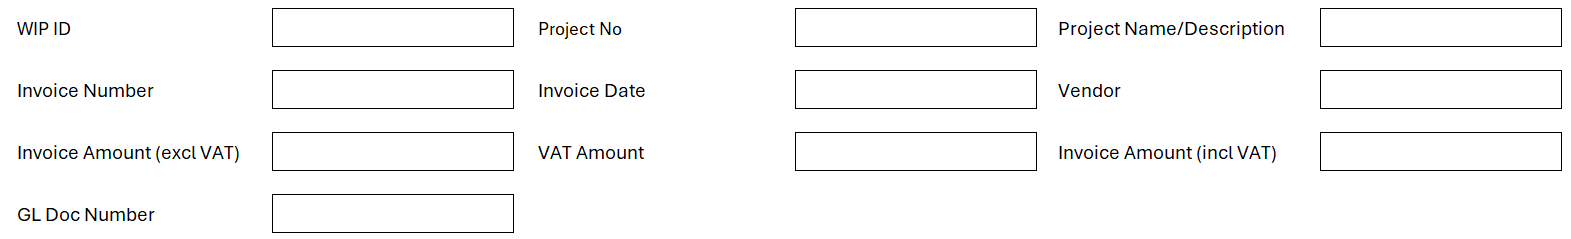 WIP ID Project No Project Name/Description
Invoice Number Invoice Date Vendor
Invoice Amount (excl VAT) VAT Amount Invoice Amount (incl VAT)
GL Doc Number